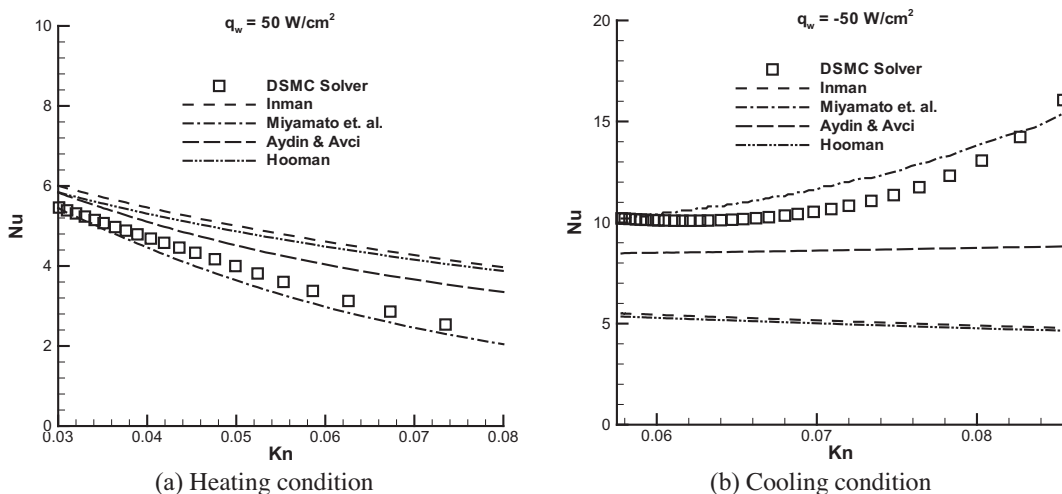 q_w = 50 W/cm²
DSMC Solver
Inman
Miyamato et. al.
Aydin & Avci
Hooman
Nu
10
8
6
4
2
0
0.03 0.04 0.05 0.06 0.07 0.08
Kn
(a) Heating condition
q_w = -50 W/cm²
DSMC Solver
Inman
Miyamato et. al.
Aydin & Avci
Hooman
Nu
20
15
10
5
0
0.06 0.07 0.08
Kn
(b) Cooling condition